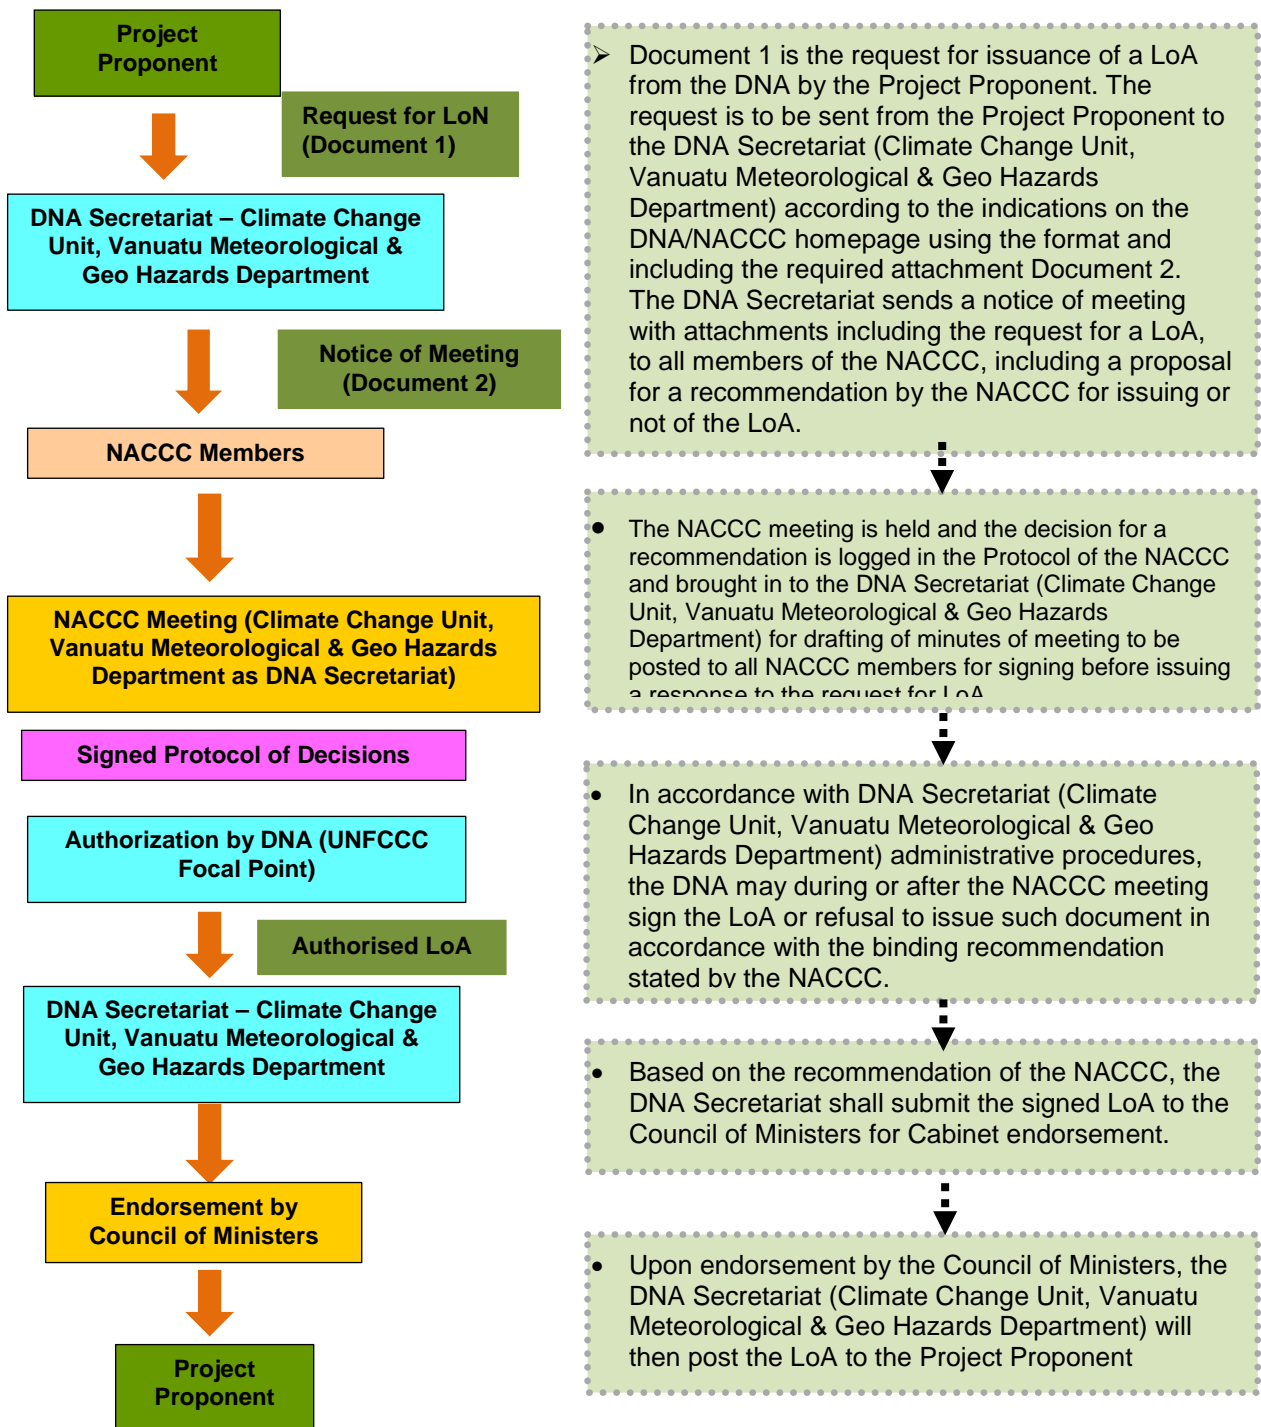 Project
Proponent
Request for LoN
(Document 1)
DNA Secretariat – Climate Change
Unit, Vanuatu Meteorological &
Geo Hazards Department
Notice of Meeting
(Document 2)
NACCC Members
NACCC Meeting (Climate Change Unit,
Vanuatu Meteorological & Geo Hazards
Department as DNA Secretariat)
Signed Protocol of Decisions
Authorization by DNA (UNFCCC
Focal Point)
Authorised LoA
DNA Secretariat – Climate Change
Unit, Vanuatu Meteorological &
Geo Hazards Department
Endorsement by
Council of Ministers
Project
Proponent
➢ Document 1 is the request for issuance of a LoA
from the DNA by the Project Proponent. The
request is to be sent from the Project Proponent to
the DNA Secretariat (Climate Change Unit,
Vanuatu Meteorological & Geo Hazards
Department) according to the indications on the
DNA/NACCC homepage using the format and
including the required attachment Document 2.
The DNA Secretariat sends a notice of meeting
with attachments including the request for a LoA,
to all members of the NACCC, including a proposal
for a recommendation by the NACCC for issuing or
not of the LoA.
• The NACCC meeting is held and the decision for a
recommendation is logged in the Protocol of the NACCC
and brought in to the DNA Secretariat (Climate Change
Unit, Vanuatu Meteorological & Geo Hazards
Department) for drafting of minutes of meeting to be
posted to all NACCC members for signing before issuing
a response to the request for LoA
• In accordance with DNA Secretariat (Climate
Change Unit, Vanuatu Meteorological & Geo
Hazards Department) administrative procedures,
the DNA may during or after the NACCC meeting
sign the LoA or refusal to issue such document in
accordance with the binding recommendation
stated by the NACCC.
• Based on the recommendation of the NACCC, the
DNA Secretariat shall submit the signed LoA to the
Council of Ministers for Cabinet endorsement.
• Upon endorsement by the Council of Ministers, the
DNA Secretariat (Climate Change Unit, Vanuatu
Meteorological & Geo Hazards Department) will
then post the LoA to the Project Proponent